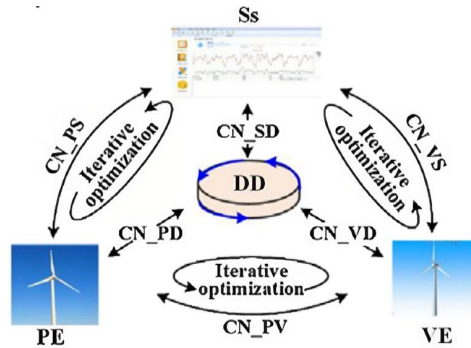 Ss
CN_PS
Iterative
optimization
CN_SD
Iterative
optimization
CN_VS
DD
CN_PD
CN_VD
Iterative
optimization
PE
CN_PV
VE